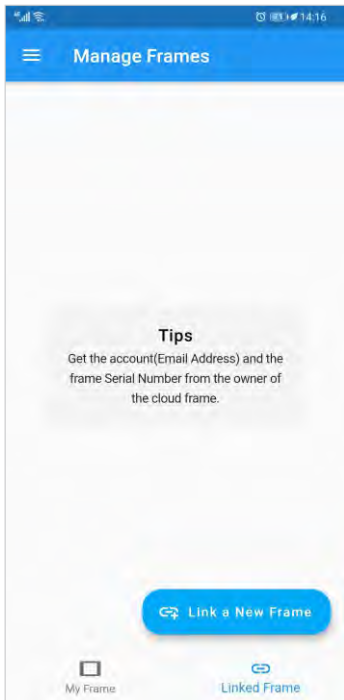 14:16
Manage Frames
Tips
Get the account(Email Address) and the
frame Serial Number from the owner of
the cloud frame.
Link a New Frame
My Frame
Linked Frame